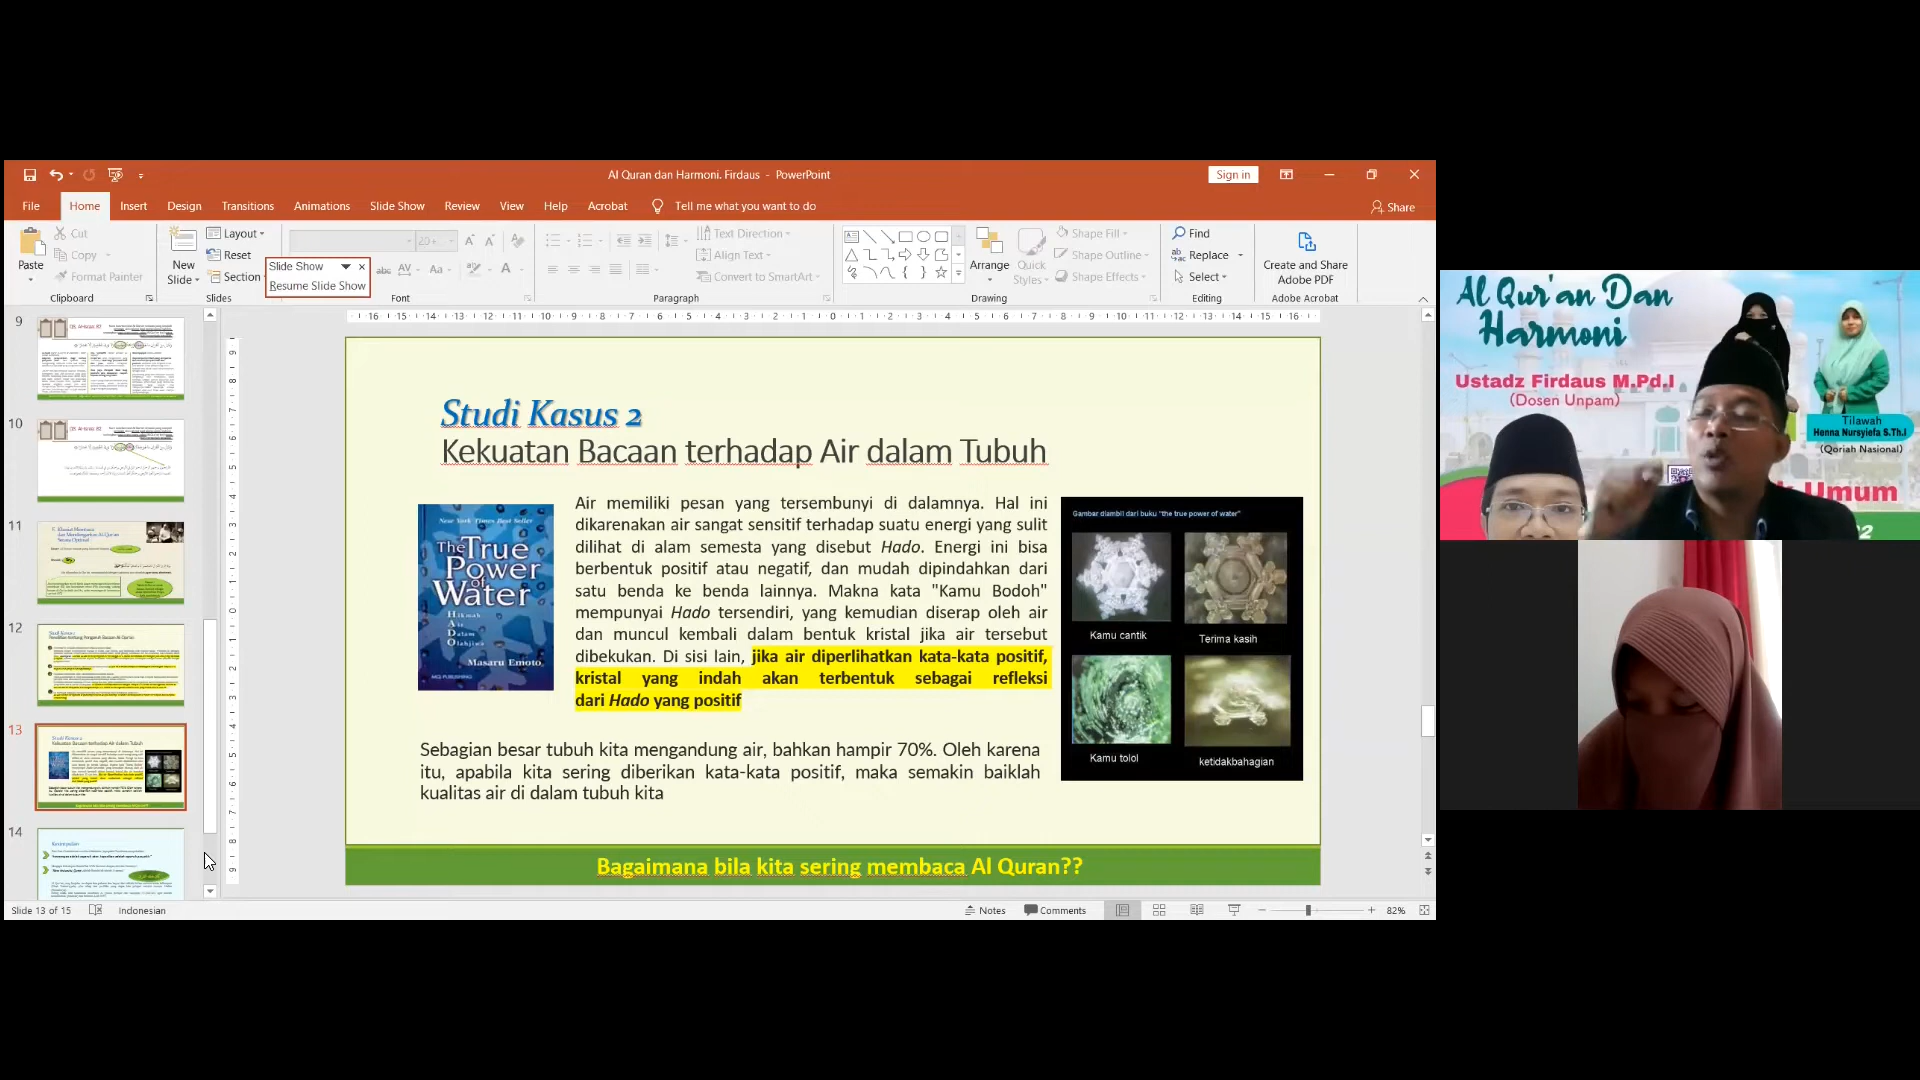 Al Quran dan Harmoni. Firdaus - PowerPoint
Sign in
File Home Insert Design Transitions Animations Slide Show Review View Help Acrobat Tell me what you want to do
Share
Paste
Cut
Copy
Format Painter
Clipboard
New Slide
Layout
Reset
Section
Slides
Slide Show
Resume Slide Show
20+
abc AV Aa A
Font
Text Direction
Align Text
Convert to SmartArt
Paragraph
Arrange
Quick Styles
Shape Fill
Shape Outline
Shape Effects
Drawing
Find
Replace
Select
Editing
Create and Share Adobe PDF
Adobe Acrobat
9
10
11
12
13
14
Studi Kasus 2
Kekuatan Bacaan terhadap Air dalam Tubuh
New York Times Best Seller
The True
Power
of
Water
Hikmah
Air
Dalam
Olahjiwa
Masaru Emoto
MQ PUBLISHING
Air memiliki pesan yang tersembunyi di dalamnya. Hal ini
dikarenakan air sangat sensitif terhadap suatu energi yang sulit
dilihat di alam semesta yang disebut Hado. Energi ini bisa
berbentuk positif atau negatif, dan mudah dipindahkan dari
satu benda ke benda lainnya. Makna kata "Kamu Bodoh"
mempunyai Hado tersendiri, yang kemudian diserap oleh air
dan muncul kembali dalam bentuk kristal jika air tersebut
dibekukan. Di sisi lain, jika air diperlihatkan kata-kata positif,
kristal yang indah akan terbentuk sebagai refleksi
dari Hado yang positif
Gambar diambil dari buku "the true power of water"
Kamu cantik
Terima kasih
Kamu tolol
ketidakbahagian
Sebagian besar tubuh kita mengandung air, bahkan hampir 70%. Oleh karena
itu, apabila kita sering diberikan kata-kata positif, maka semakin baiklah
kualitas air di dalam tubuh kita
Bagaimana bila kita sering membaca Al Quran??
Slide 13 of 15 Indonesian
Notes Comments 82%
Al Qur'an Dan
Harmoni
Ustadz Firdaus M.Pd.I
(Dosen Unpam)
Tilawah
Henna Nursyiefa S.Th.I
(Qoriah Nasional)
Umum